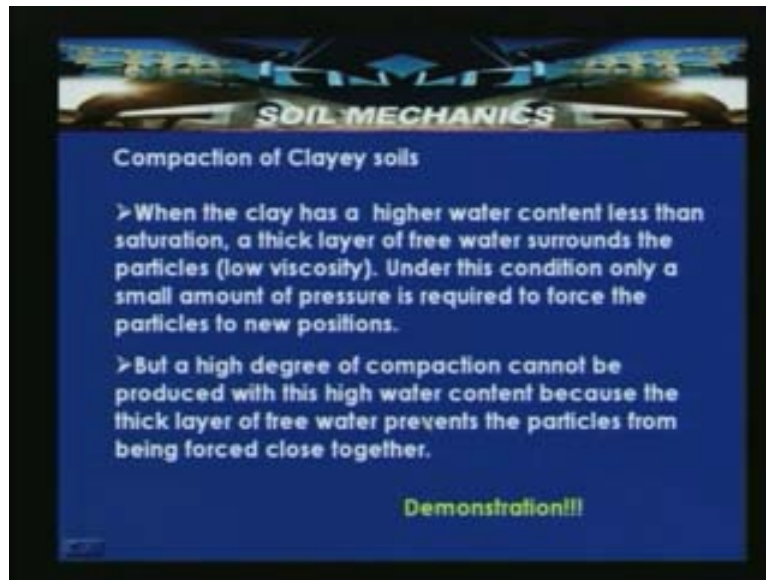 SOIL MECHANICS
Compaction of Clayey soils
➢When the clay has a higher water content less than
saturation, a thick layer of free water surrounds the
particles (low viscosity). Under this condition only a
small amount of pressure is required to force the
particles to new positions.
➢But a high degree of compaction cannot be
produced with this high water content because the
thick layer of free water prevents the particles from
being forced close together.
Demonstration!!!